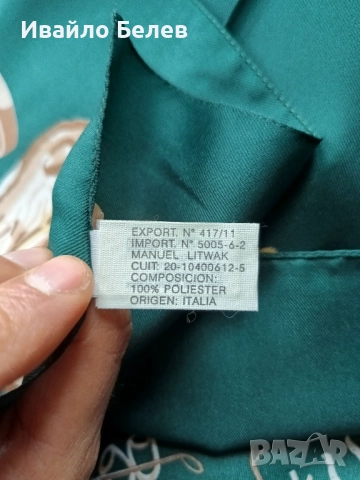 Ивайло Белев
EXPORT. N° 417/11
IMPORT. N° 5005-6-2
MANUEL LITWAK
CUIT: 20-10400612-5
COMPOSICION:
100% POLIESTER
ORIGEN: ITALIA
BAZAR